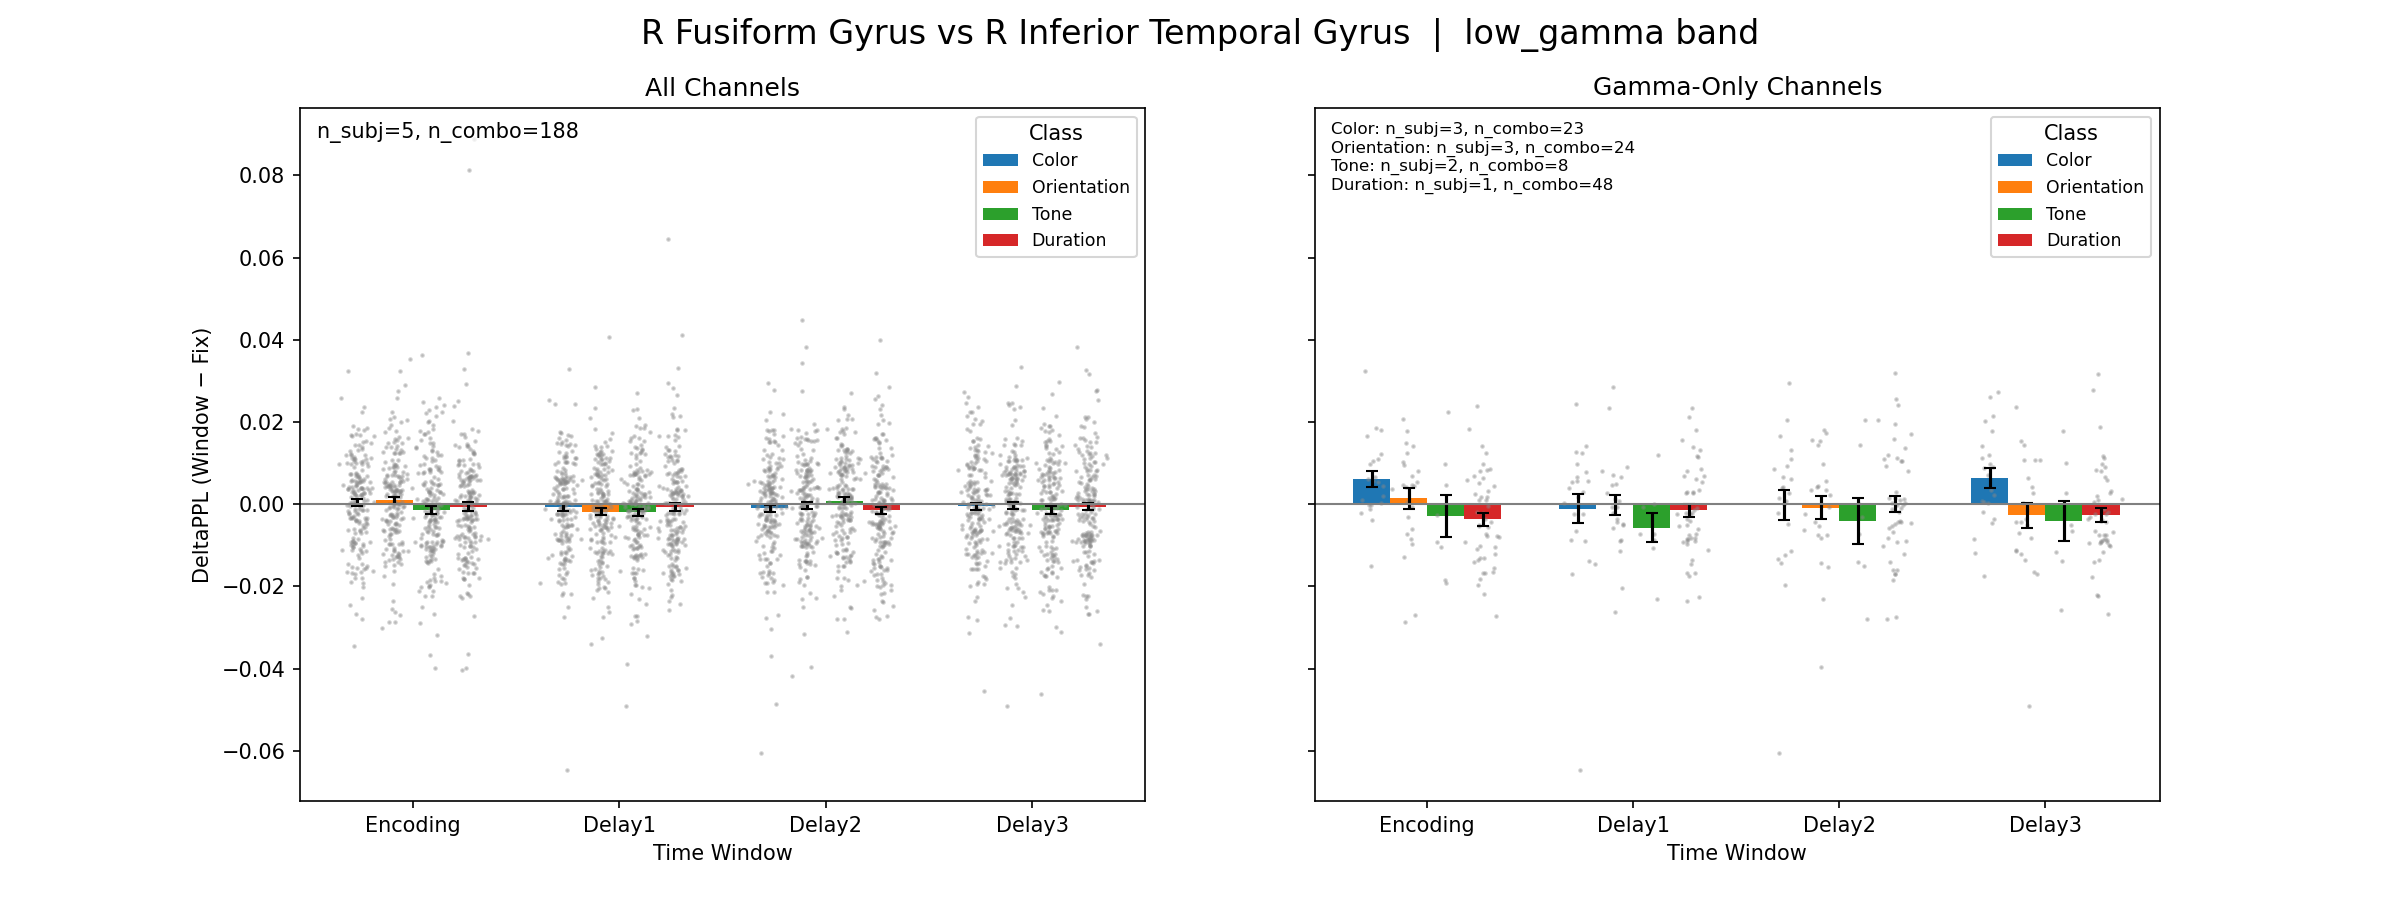 R Fusiform Gyrus vs R Inferior Temporal Gyrus | low_gamma band
All Channels
n_subj=5, n_combo=188
Class
Color
Orientation
Tone
Duration
0.08
0.06
0.04
0.02
0.00
−0.02
−0.04
−0.06
DeltaPPL (Window − Fix)
Encoding
Delay1
Delay2
Delay3
Time Window
Gamma-Only Channels
Color: n_subj=3, n_combo=23
Orientation: n_subj=3, n_combo=24
Tone: n_subj=2, n_combo=8
Duration: n_subj=1, n_combo=48
Class
Color
Orientation
Tone
Duration
Encoding
Delay1
Delay2
Delay3
Time Window